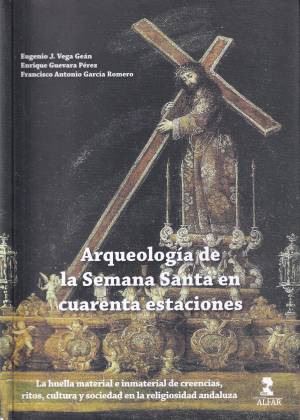 Eugenio J. Vega Geán
Enrique Guevara Pérez
Francisco Antonio García Romero
Arqueología de
la Semana Santa en
cuarenta estaciones
La huella material e inmaterial de creencias,
ritos, cultura y sociedad en la religiosidad andaluza
ALFAR